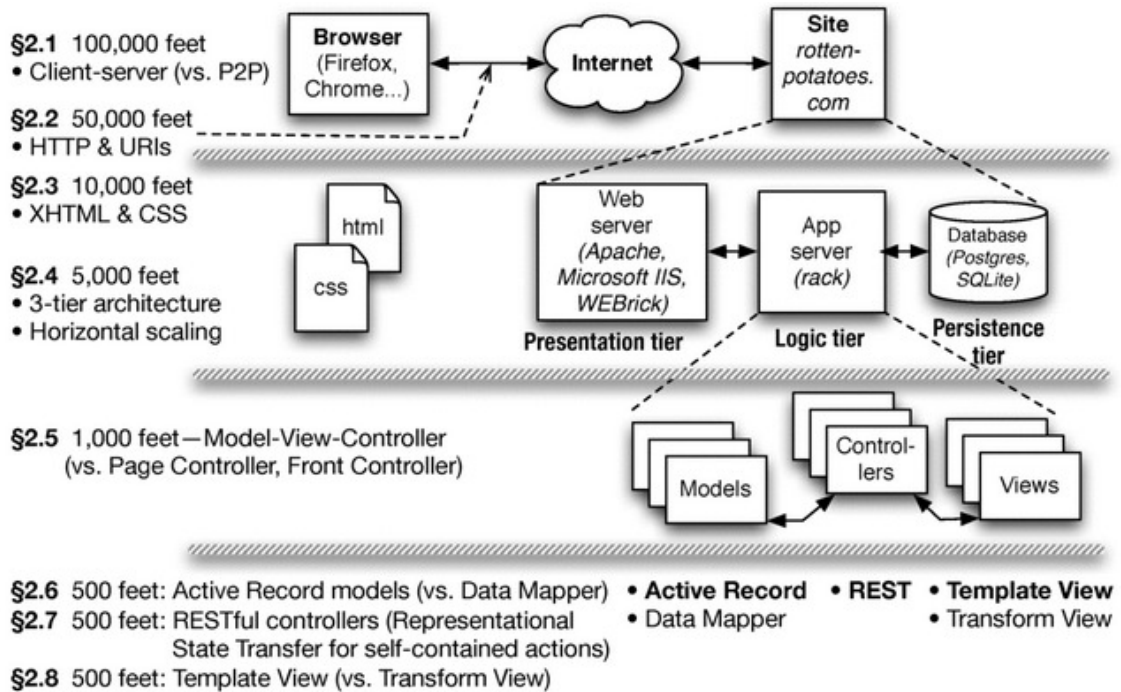 §2.1 100,000 feet
• Client-server (vs. P2P)
§2.2 50,000 feet
• HTTP & URIs
Browser
(Firefox,
Chrome...)
Internet
Site
rotten-
potatoes.
com
§2.3 10,000 feet
• XHTML & CSS
§2.4 5,000 feet
• 3-tier architecture
• Horizontal scaling
html
css
Web
server
(Apache,
Microsoft IIS,
WEBrick)
Presentation tier
App
server
(rack)
Logic tier
Database
(Postgres,
SQLite)
Persistence
tier
§2.5 1,000 feet—Model-View-Controller
(vs. Page Controller, Front Controller)
Models
Control-
lers
Views
§2.6 500 feet: Active Record models (vs. Data Mapper)
§2.7 500 feet: RESTful controllers (Representational
State Transfer for self-contained actions)
§2.8 500 feet: Template View (vs. Transform View)
• Active Record
• Data Mapper
• REST
• Template View
• Transform View